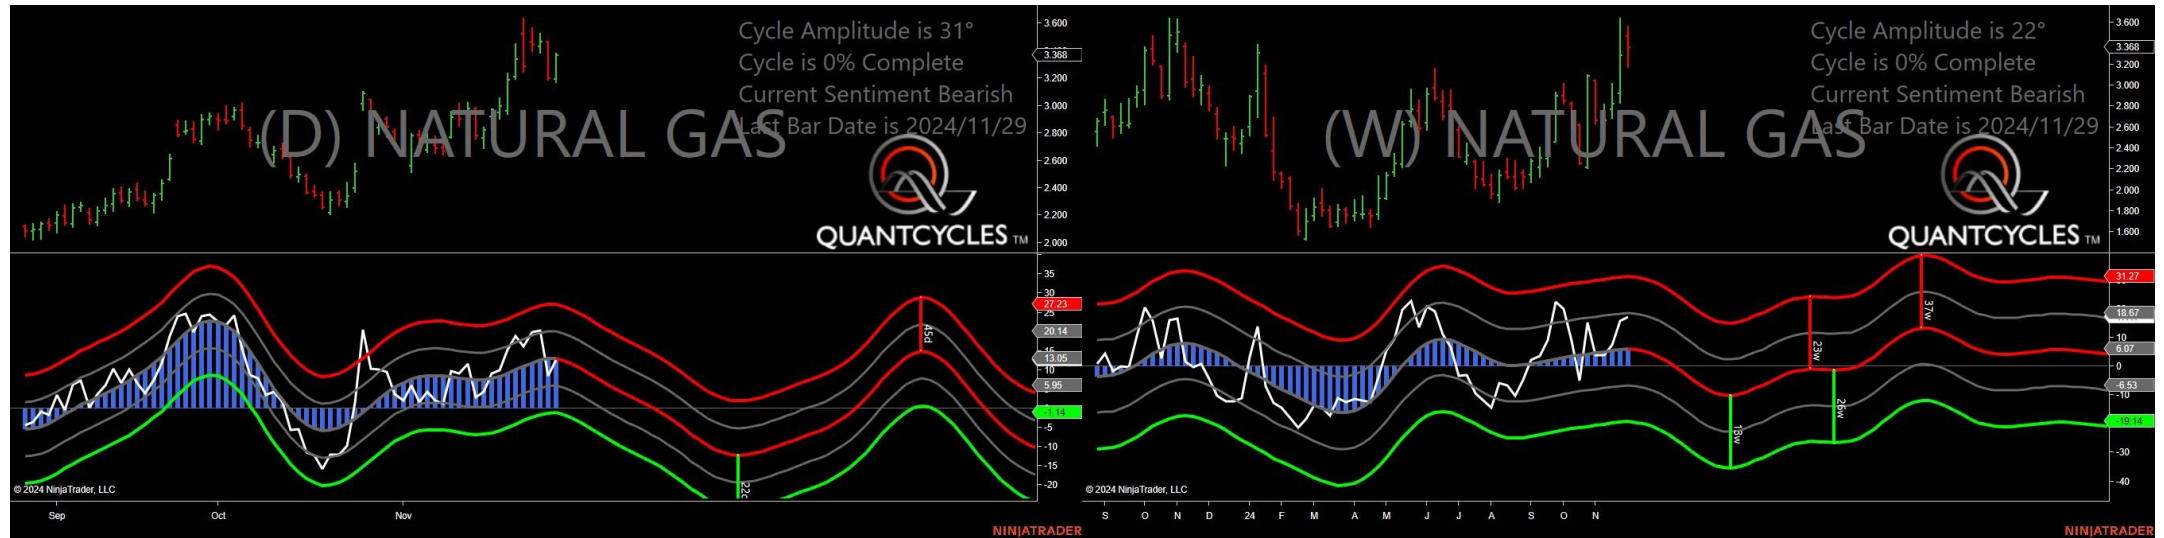 Cycle Amplitude is 31°
Cycle is 0% Complete
Current Sentiment Bearish
Last Bar Date is 2024/11/29
(D) NATURAL GAS
QUANTCYCLES TM
3.600
3.368
3.200
3.000
2.800
2.600
2.400
2.200
2.000
35
30
27.23
25
20.14
15
13.05
10
5.95
-1.14
-5
-10
-15
-20
45d
22d
© 2024 NinjaTrader, LLC
Sep Oct Nov
NINJATRADER
Cycle Amplitude is 22°
Cycle is 0% Complete
Current Sentiment Bearish
Last Bar Date is 2024/11/29
(W) NATURAL GAS
QUANTCYCLES TM
3.600
3.368
3.200
3.000
2.800
2.600
2.400
2.200
2.000
1.800
1.600
31.27
18.67
10
6.07
0
-6.53
-10
-19.14
-30
-40
37w
23w
26w
13w
© 2024 NinjaTrader, LLC
S O N D 24 F M A M J J A S O N
NINJATRADER